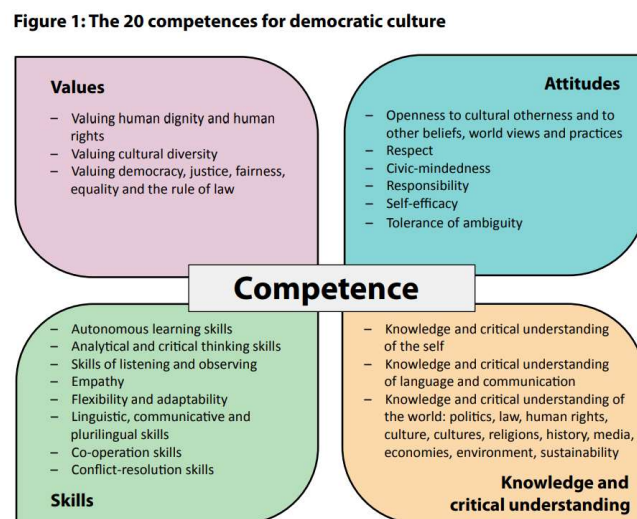 Figure 1: The 20 competences for democratic culture
Values
– Valuing human dignity and human
rights
– Valuing cultural diversity
– Valuing democracy, justice, fairness,
equality and the rule of law
Attitudes
– Openness to cultural otherness and to
other beliefs, world views and practices
– Respect
– Civic-mindedness
– Responsibility
– Self-efficacy
– Tolerance of ambiguity
Competence
– Autonomous learning skills
– Analytical and critical thinking skills
– Skills of listening and observing
– Empathy
– Flexibility and adaptability
– Linguistic, communicative and
plurilingual skills
– Co-operation skills
– Conflict-resolution skills
Skills
– Knowledge and critical understanding
of the self
– Knowledge and critical understanding
of language and communication
– Knowledge and critical understanding of
the world: politics, law, human rights,
culture, cultures, religions, history, media,
economies, environment, sustainability
Knowledge and
critical understanding